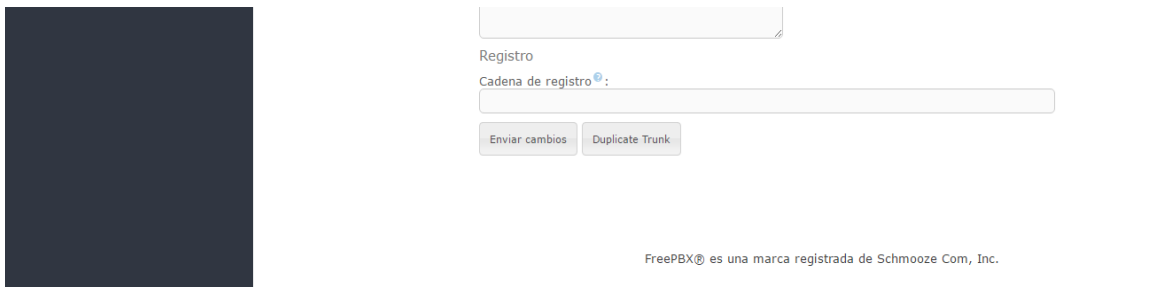 Registro
Cadena de registro? :
Enviar cambios
Duplicate Trunk
FreePBX® es una marca registrada de Schmooze Com, Inc.